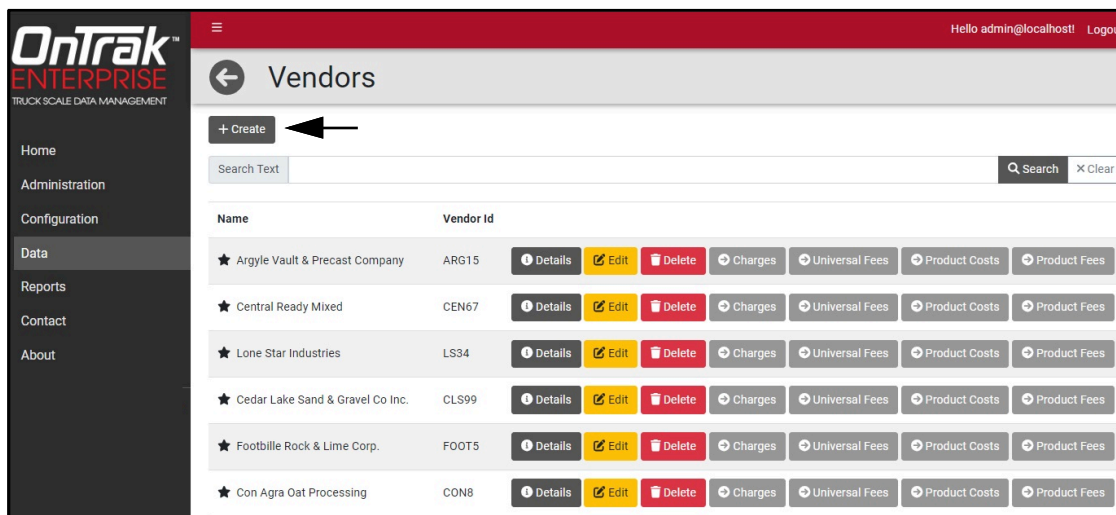 OnTrak™
ENTERPRISE
TRUCK SCALE DATA MANAGEMENT
Home
Administration
Configuration
Data
Reports
Contact
About
Hello admin@localhost! Logou
Vendors
+ Create
Search Text Search × Clear
Name Vendor Id
Argyle Vault & Precast Company ARG15 Details Edit Delete Charges Universal Fees Product Costs Product Fees
Central Ready Mixed CEN67 Details Edit Delete Charges Universal Fees Product Costs Product Fees
Lone Star Industries LS34 Details Edit Delete Charges Universal Fees Product Costs Product Fees
Cedar Lake Sand & Gravel Co Inc. CLS99 Details Edit Delete Charges Universal Fees Product Costs Product Fees
Footbille Rock & Lime Corp. FOOT5 Details Edit Delete Charges Universal Fees Product Costs Product Fees
Con Agra Oat Processing CON8 Details Edit Delete Charges Universal Fees Product Costs Product Fees